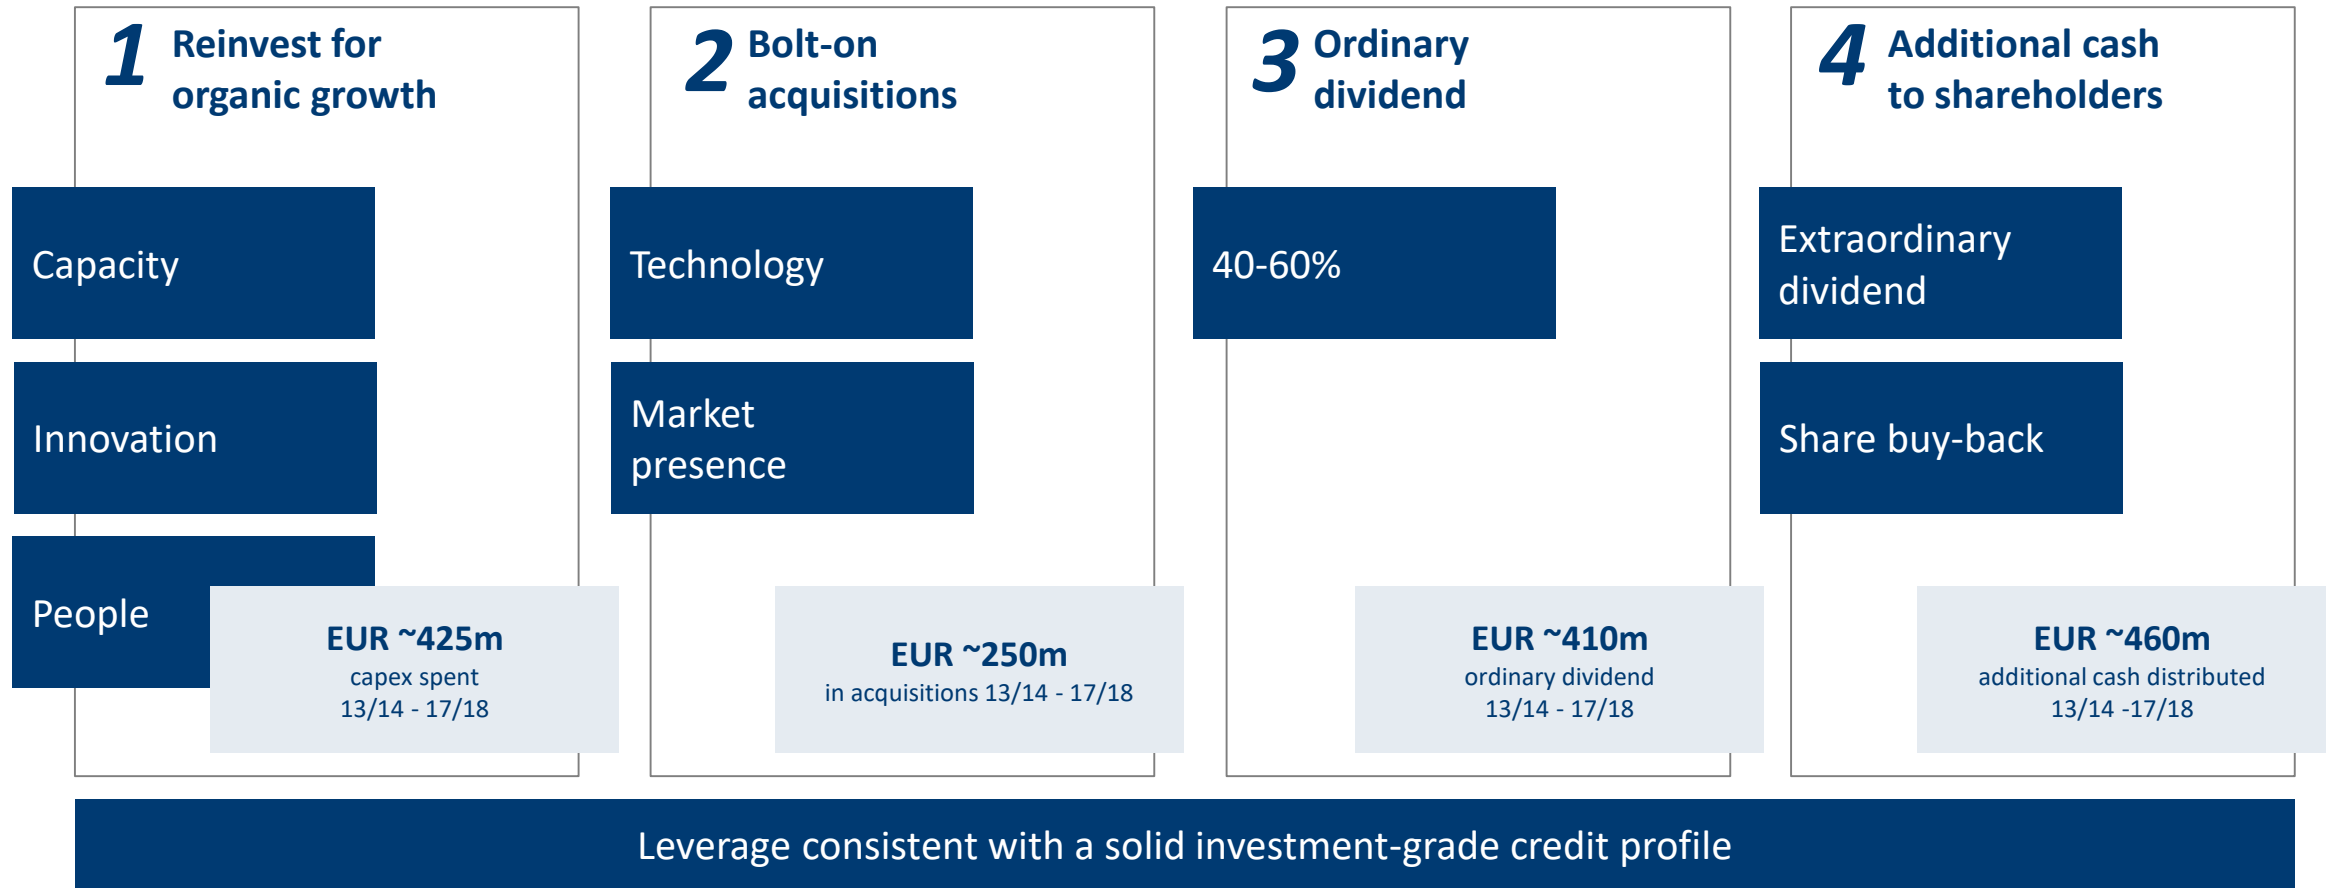 1
Reinvest for
organic growth
Capacity
Innovation
People
EUR ~425m
capex spent
13/14 - 17/18
2
Bolt-on
acquisitions
Technology
Market
presence
EUR ~250m
in acquisitions 13/14 - 17/18
3
Ordinary
dividend
40-60%
EUR ~410m
ordinary dividend
13/14 - 17/18
4
Additional cash
to shareholders
Extraordinary
dividend
Share buy-back
EUR ~460m
additional cash distributed
13/14 -17/18
Leverage consistent with a solid investment-grade credit profile